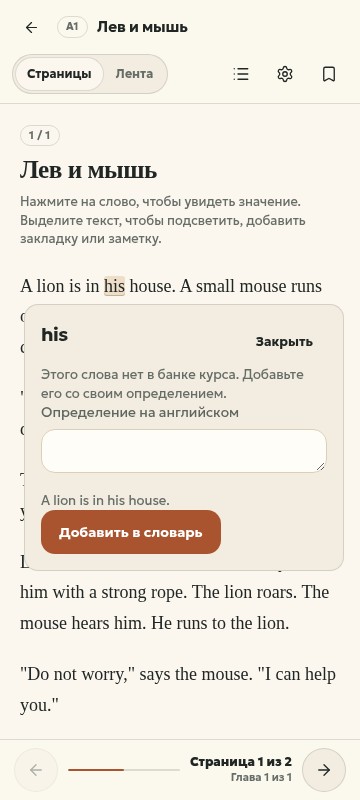 A1 Лев и мышь
Страницы Лента
1 / 1
Лев и мышь
Нажмите на слово, чтобы увидеть значение.
Выделите текст, чтобы подсветить, добавить
закладку или заметку.
A lion is in his house. A small mouse runs
his
Закрыть
Этого слова нет в банке курса. Добавьте
его со своим определением.
Определение на английском
A lion is in his house.
Добавить в словарь
him with a strong rope. The lion roars. The
mouse hears him. He runs to the lion.
"Do not worry," says the mouse. "I can help
you."
Страница 1 из 2
Глава 1 из 1